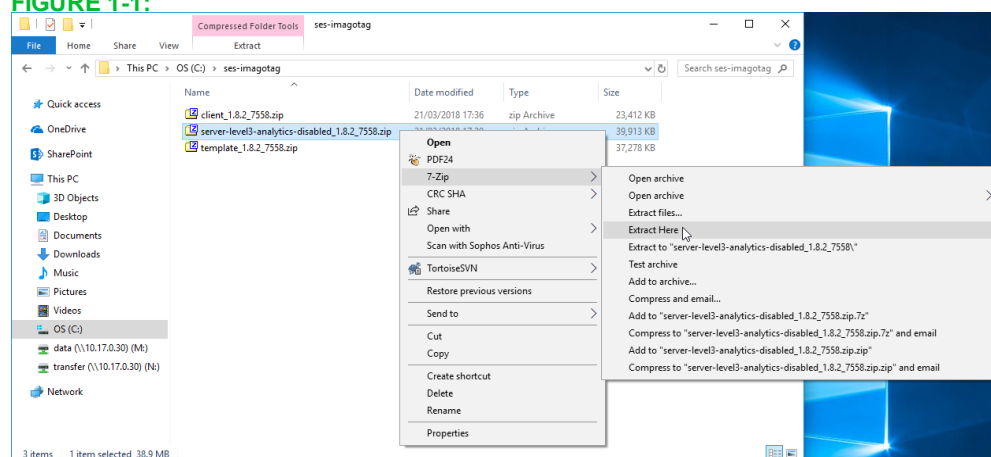 FIGURE 1-1:
Compressed Folder Tools ses-imagotag
File Home Share View Extract
This PC > OS (C:) > ses-imagotag Search ses-imagotag
Name Date modified Type Size
Quick access
OneDrive
SharePoint
This PC
3D Objects
Desktop
Documents
Downloads
Music
Pictures
Videos
OS (C:)
data (\\10.17.0.30) (M:)
transfer (\\10.17.0.30) (N:)
Network
client_1.8.2_7558.zip 21/03/2018 17:36 zip Archive 23,412 KB
server-level3-analytics-disabled_1.8.2_7558.zip 39,913 KB
template_1.8.2_7558.zip 37,278 KB
Open
PDF24
7-Zip
CRC SHA
Share
Open with
Scan with Sophos Anti-Virus
TortoiseSVN
Restore previous versions
Send to
Cut
Copy
Create shortcut
Delete
Rename
Properties
Open archive
Open archive
Extract files...
Extract Here
Extract to "server-level3-analytics-disabled_1.8.2_7558\"
Test archive
Add to archive...
Compress and email...
Add to "server-level3-analytics-disabled_1.8.2_7558.zip.7z"
Compress to "server-level3-analytics-disabled_1.8.2_7558.zip.7z" and email
Add to "server-level3-analytics-disabled_1.8.2_7558.zip.zip"
Compress to "server-level3-analytics-disabled_1.8.2_7558.zip.zip" and email
3 items 1 item selected 38.9 MB